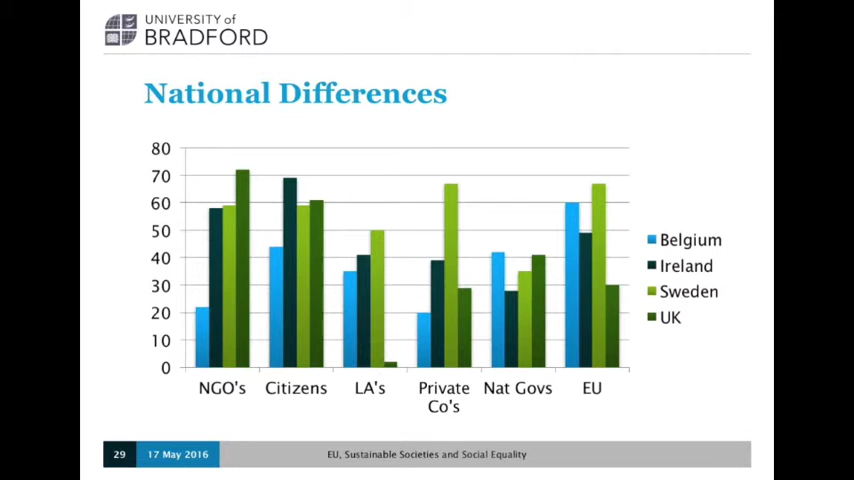 UNIVERSITY of
BRADFORD
National Differences
80
70
60
50
40
30
20
10
0
NGO's Citizens LA's Private Co's Nat Govs EU
Belgium
Ireland
Sweden
UK
29 17 May 2016 EU, Sustainable Societies and Social Equality